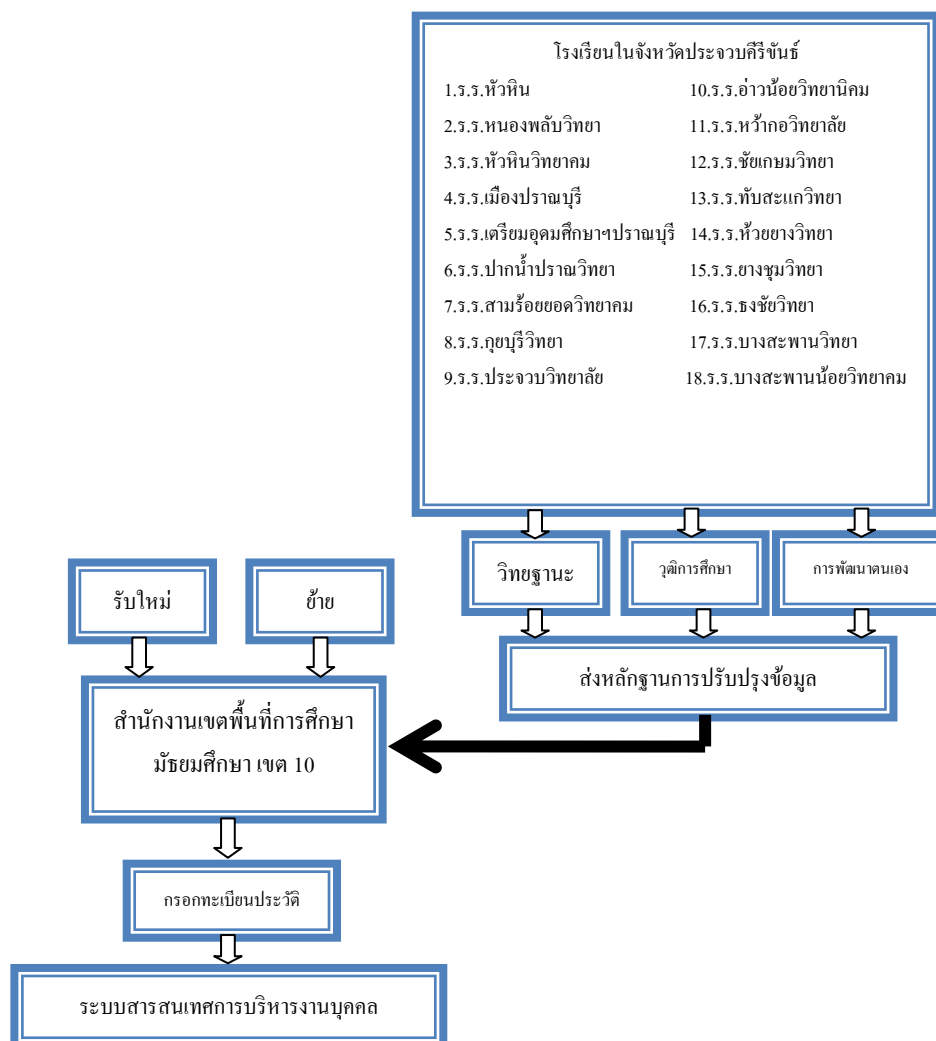 โรงเรียนในจังหวัดประจวบคีรีขันธ์
1.ร.ร.หัวหิน
2.ร.ร.หนองพลับวิทยา
3.ร.ร.หัวหินวิทยาคม
4.ร.ร.เมืองปราณบุรี
5.ร.ร.เตรียมอุดมศึกษาฯปราณบุรี
6.ร.ร.ปากน้ำปราณวิทยา
7.ร.ร.สามร้อยยอดวิทยาคม
8.ร.ร.กุยบุรีวิทยา
9.ร.ร.ประจวบวิทยาลัย
10.ร.ร.อ่าวน้อยวิทยานิคม
11.ร.ร.หว้ากอวิทยาลัย
12.ร.ร.ชัยเกษมวิทยา
13.ร.ร.ทับสะแกวิทยา
14.ร.ร.ห้วยยางวิทยา
15.ร.ร.ยางชุมวิทยา
16.ร.ร.ธงชัยวิทยา
17.ร.ร.บางสะพานวิทยา
18.ร.ร.บางสะพานน้อยวิทยาคม
วิทยฐานะ
วุฒิการศึกษา
การพัฒนาตนเอง
รับใหม่
ย้าย
ส่งหลักฐานการปรับปรุงข้อมูล
สำนักงานเขตพื้นที่การศึกษา
มัธยมศึกษา เขต 10
กรอกทะเบียนประวัติ
ระบบสารสนเทศการบริหารงานบุคคล